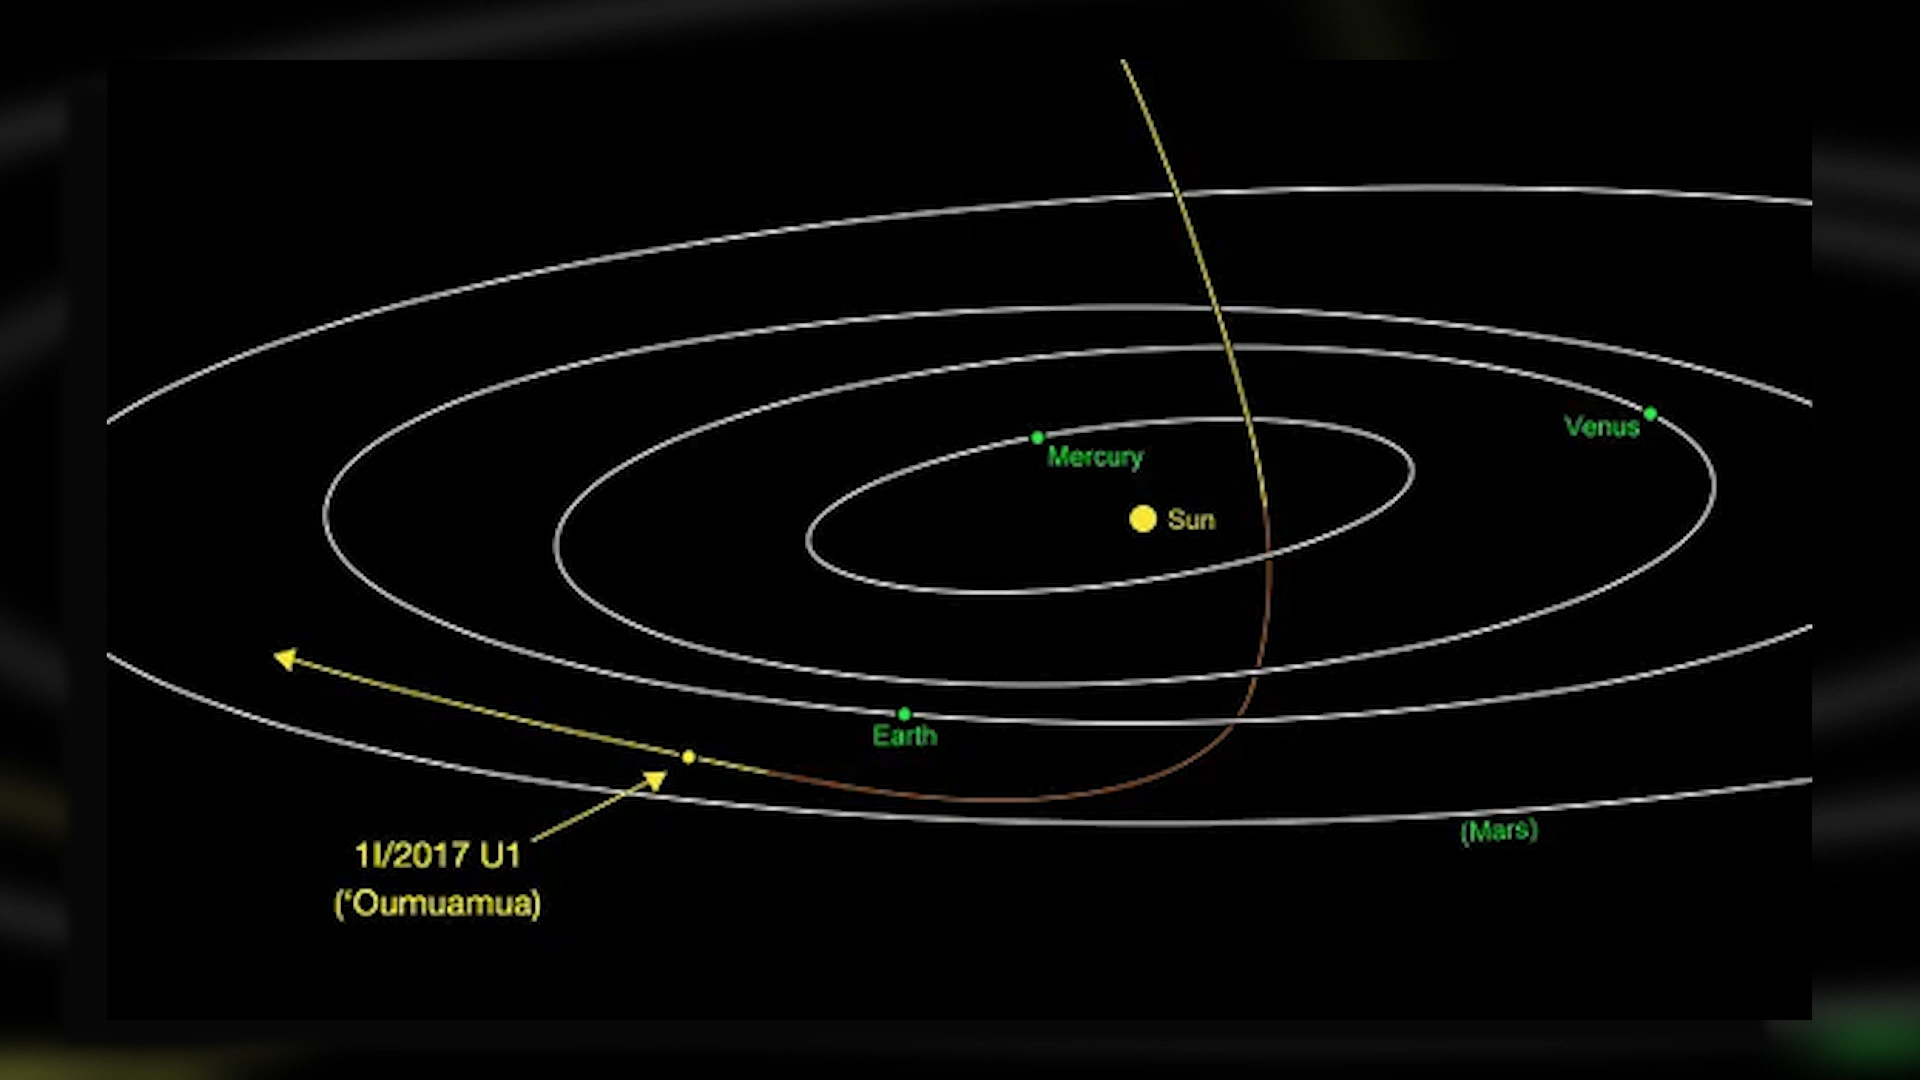 Venus
Mercury
Sun
Earth
1I/2017 U1
(‘Oumuamua)
(Mars)